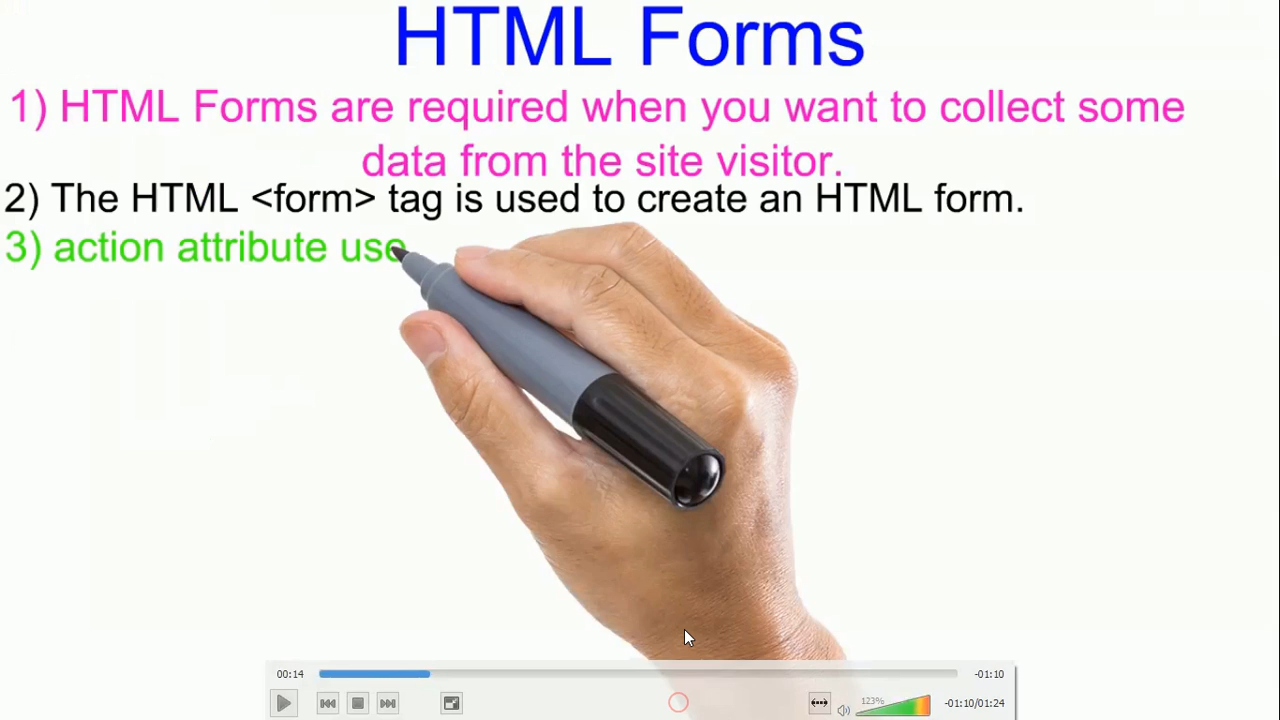 HTML Forms
1) HTML Forms are required when you want to collect some
data from the site visitor.
2) The HTML <form> tag is used to create an HTML form.
3) action attribute use
00:14
-01:10
123%
-01:10/01:24